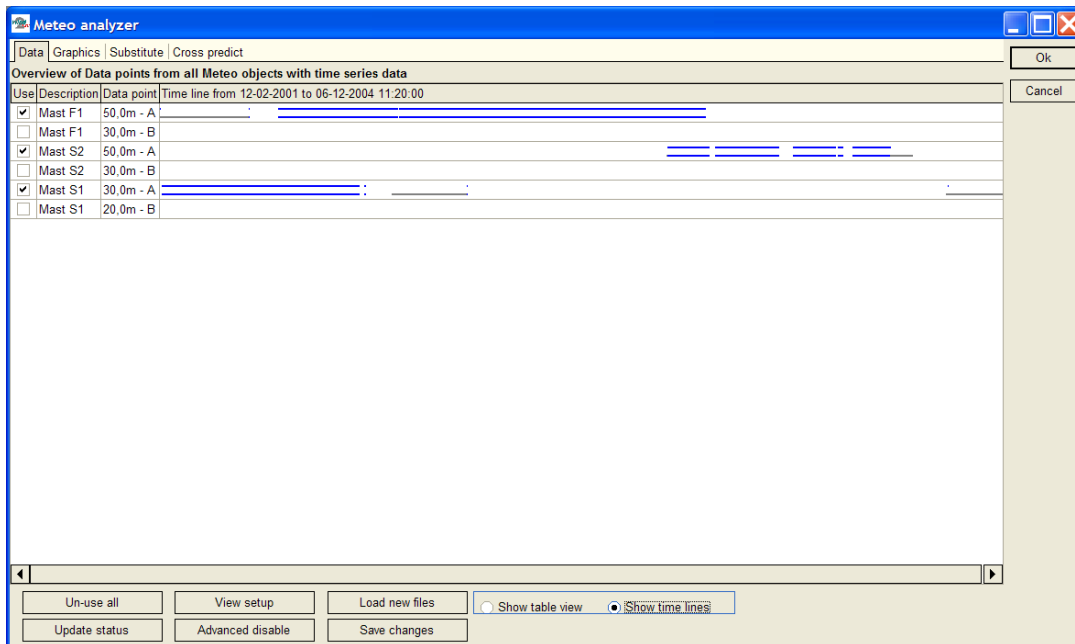 Meteo analyzer
Data Graphics Substitute Cross predict
Ok
Overview of Data points from all Meteo objects with time series data
Use Description Data point Time line from 12-02-2001 to 06-12-2004 11:20:00
Cancel
Mast F1 50,0m - A
Mast F1 30,0m - B
Mast S2 50,0m - A
Mast S2 30,0m - B
Mast S1 30,0m - A
Mast S1 20,0m - B
Un-use all View setup Load new files Show table view Show time lines
Update status Advanced disable Save changes